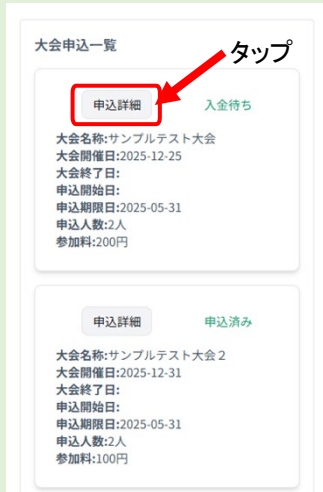 大会申込一覧
タップ
申込詳細
入金待ち
大会名称:サンプルテスト大会
大会開催日:2025-12-25
大会終了日:
申込開始日:
申込期限日:2025-05-31
申込人数:2人
参加料:200円
申込詳細
申込済み
大会名称:サンプルテスト大会２
大会開催日:2025-12-31
大会終了日:
申込開始日:
申込期限日:2025-05-31
申込人数:2人
参加料:100円